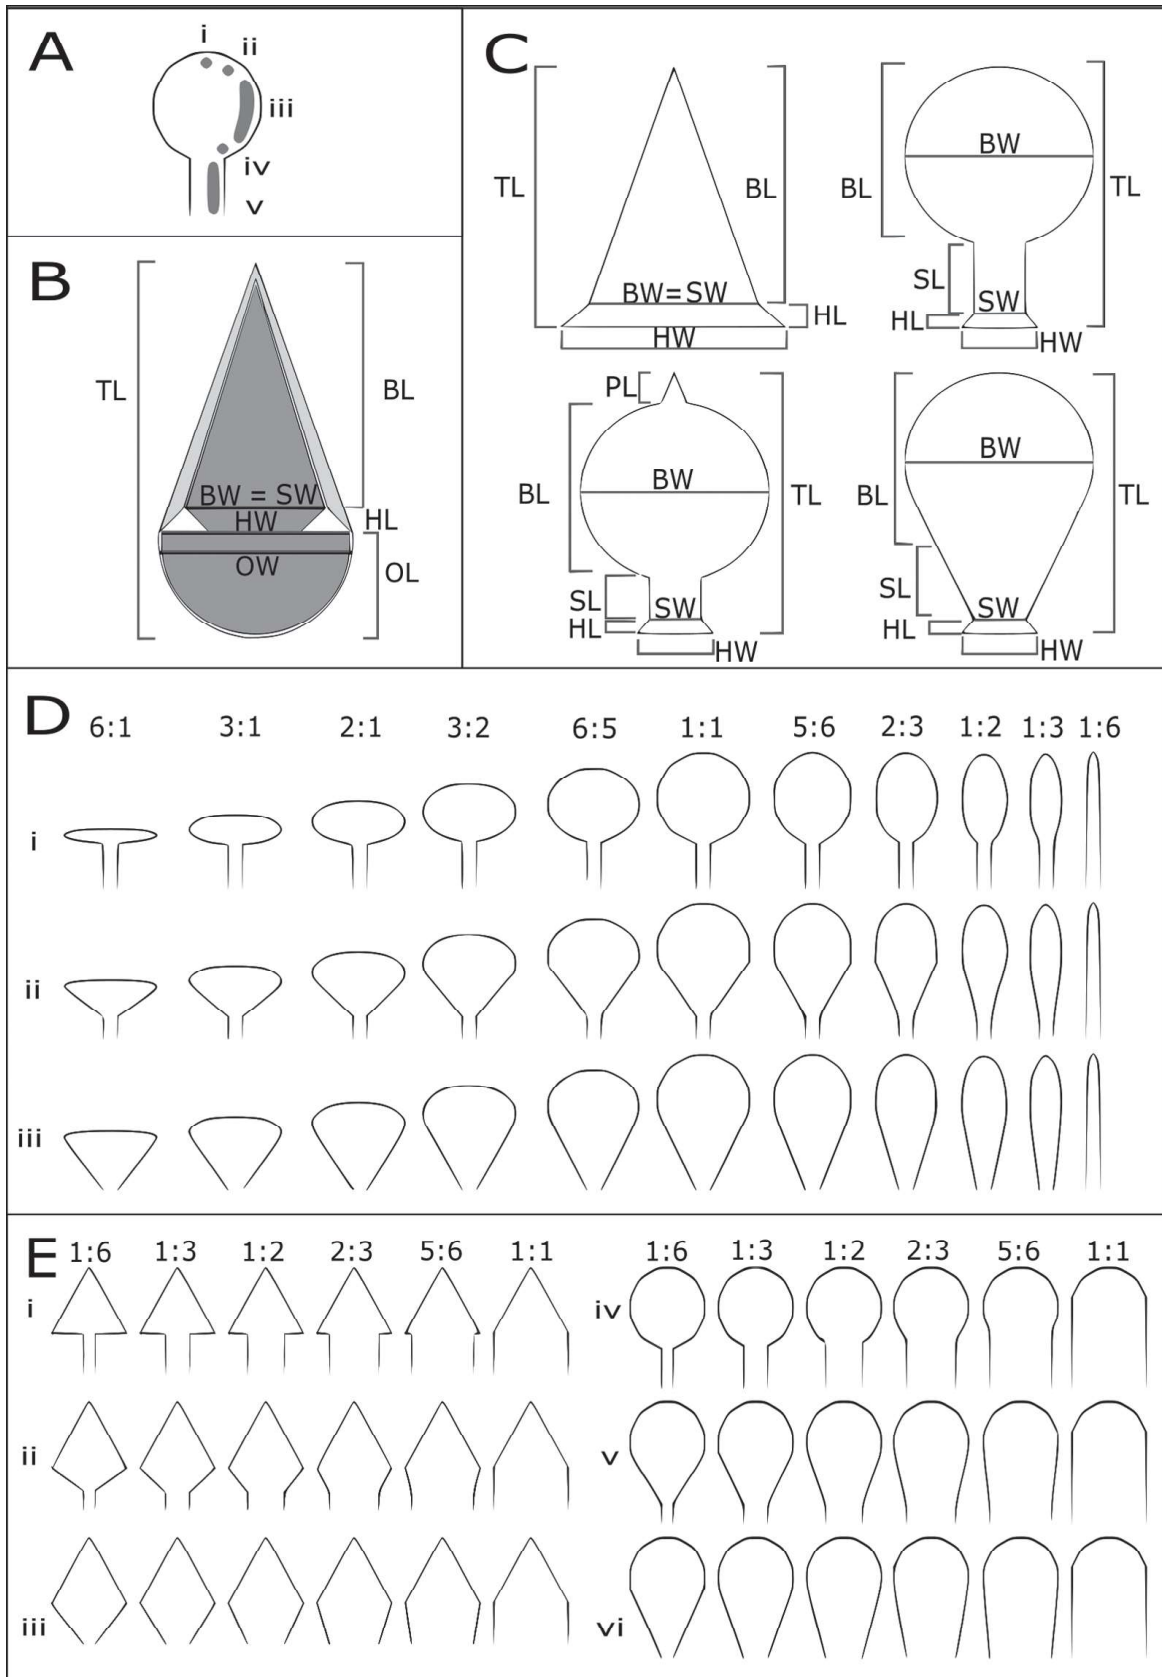 A
i
ii
iii
iv
v
B
TL
BL
BW = SW
HW
HL
OW
OL
C
TL
BL
BW=SW
HL
HW
BL
BW
TL
SL
SW
HL
HW
PL
BL
BW
TL
SL
SW
HL
HW
BL
BW
TL
SL
SW
HL
HW
D
6:1 3:1 2:1 3:2 6:5 1:1 5:6 2:3 1:2 1:3 1:6
i
ii
iii
E
1:6 1:3 1:2 2:3 5:6 1:1
i
ii
iii
1:6 1:3 1:2 2:3 5:6 1:1
iv
v
vi